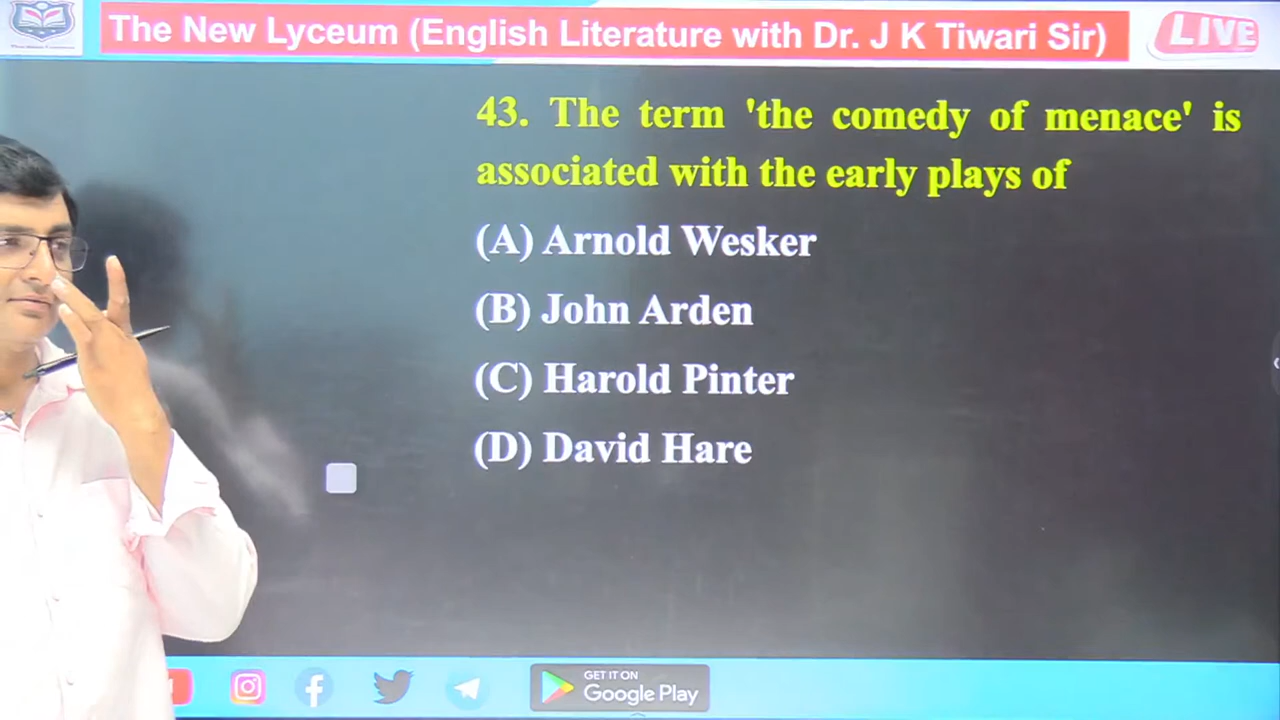 The New Lyceum (English Literature with Dr. J K Tiwari Sir)
LIVE
43. The term 'the comedy of menace' is
associated with the early plays of
(A) Arnold Wesker
(B) John Arden
(C) Harold Pinter
(D) David Hare
GET IT ON
Google Play